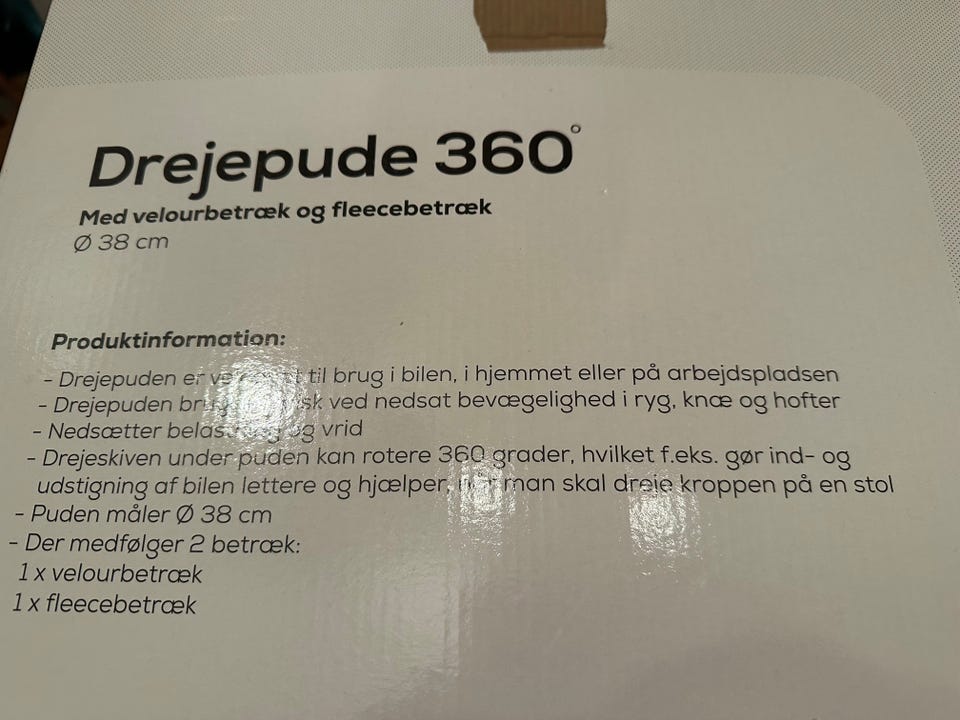 Drejepude 360°
Med velourbetræk og fleecebetræk
Ø 38 cm
Produktinformation:
- Drejepuden er til brug i bilen, i hjemmet eller på arbejdspladsen
- Drejepuden ved nedsat bevægelighed i ryg, knæ og hofter
- Nedsætter belastning og vrid
- Drejeskiven under puden kan rotere 360 grader, hvilket f.eks. gør ind- og
udstigning af bilen lettere og hjælper, når man skal dreje kroppen på en stol
- Puden måler Ø 38 cm
- Der medfølger 2 betræk:
1 x velourbetræk
1 x fleecebetræk